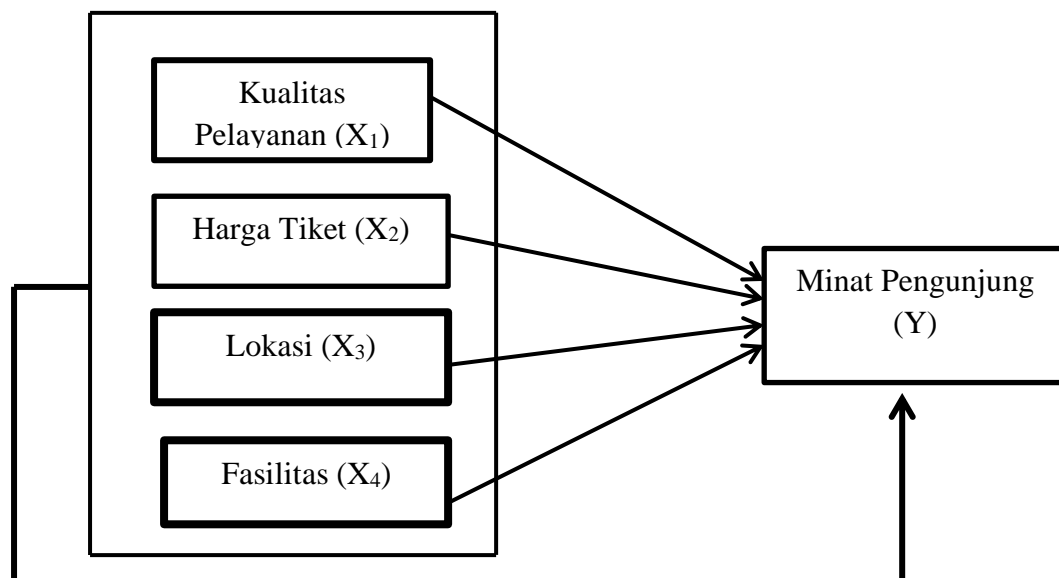 Kualitas
Pelayanan (X₁)
Harga Tiket (X₂)
Lokasi (X₃)
Fasilitas (X₄)
Minat Pengunjung
(Y)